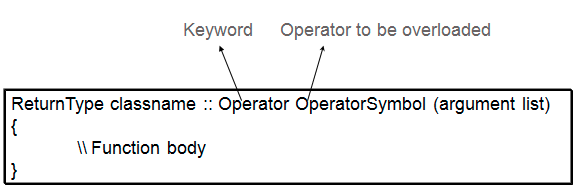 Keyword Operator to be overloaded
ReturnType classname :: Operator OperatorSymbol (argument list)
{
\\ Function body
}